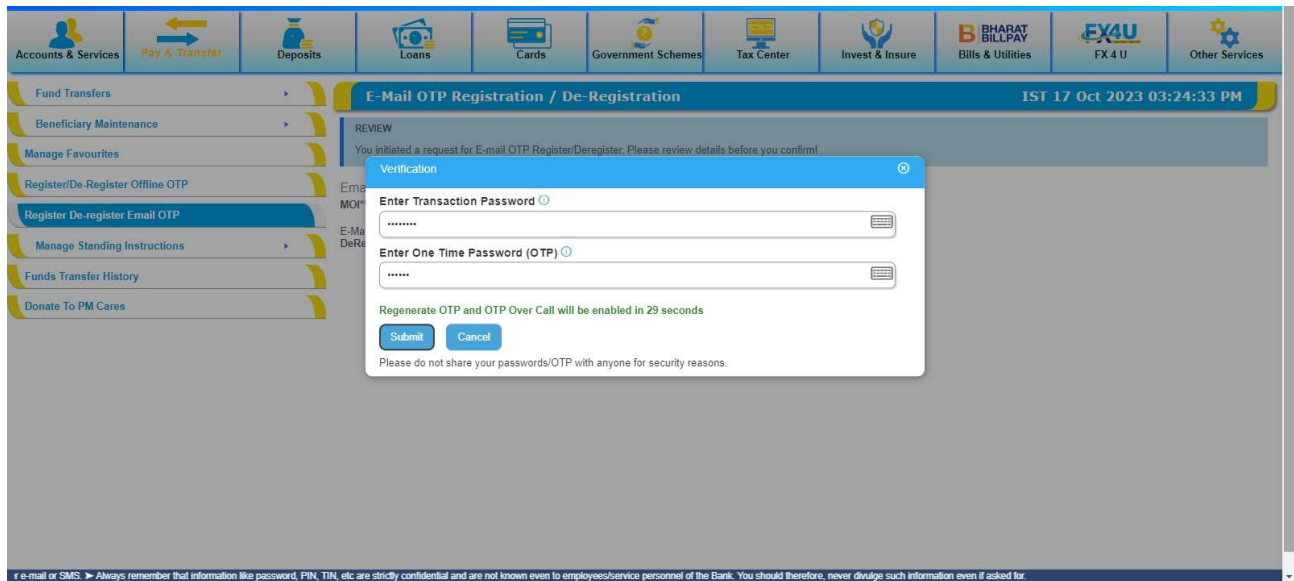 Accounts & Services
Pay & Transfer
Deposits
Loans
Cards
Government Schemes
Tax Center
Invest & Insure
B BHARAT BILLPAY
Bills & Utilities
FX4U
FX 4 U
Other Services
Fund Transfers
Beneficiary Maintenance
Manage Favourites
Register/De-Register Offline OTP
Register De-register Email OTP
Manage Standing Instructions
Funds Transfer History
Donate To PM Cares
E-Mail OTP Registration / De-Registration
IST 17 Oct 2023 03:24:33 PM
REVIEW
You initiated a request for E-mail OTP Register/Deregister. Please review details before you confirm!
Ema
MOI*
E-Ma
DeRe
Verification
Enter Transaction Password
••••••••
Enter One Time Password (OTP)
••••••
Regenerate OTP and OTP Over Call will be enabled in 29 seconds
Submit
Cancel
Please do not share your passwords/OTP with anyone for security reasons.
r e-mail or SMS. ➤ Always remember that information like password, PIN, TIN, etc are strictly confidential and are not known even to employees/service personnel of the Bank. You should therefore, never divulge such information even if asked for.